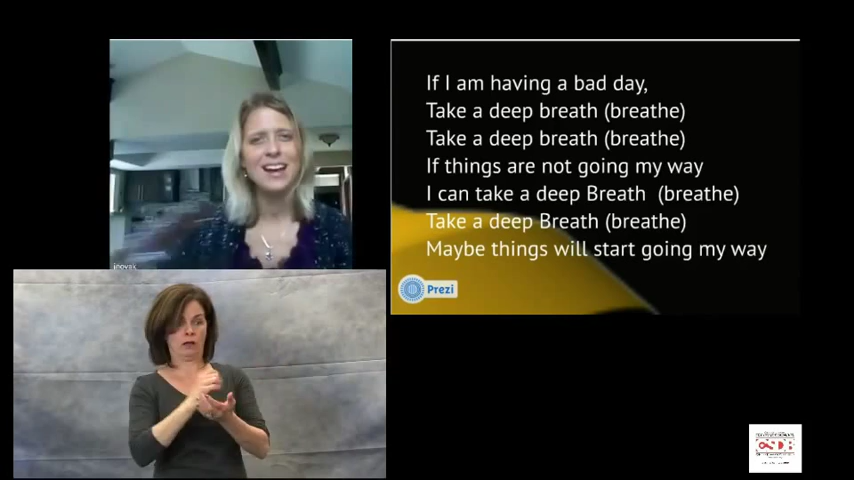 If I am having a bad day,
Take a deep breath (breathe)
Take a deep breath (breathe)
If things are not going my way
I can take a deep Breath (breathe)
Take a deep Breath (breathe)
Maybe things will start going my way
Prezi
jnovak